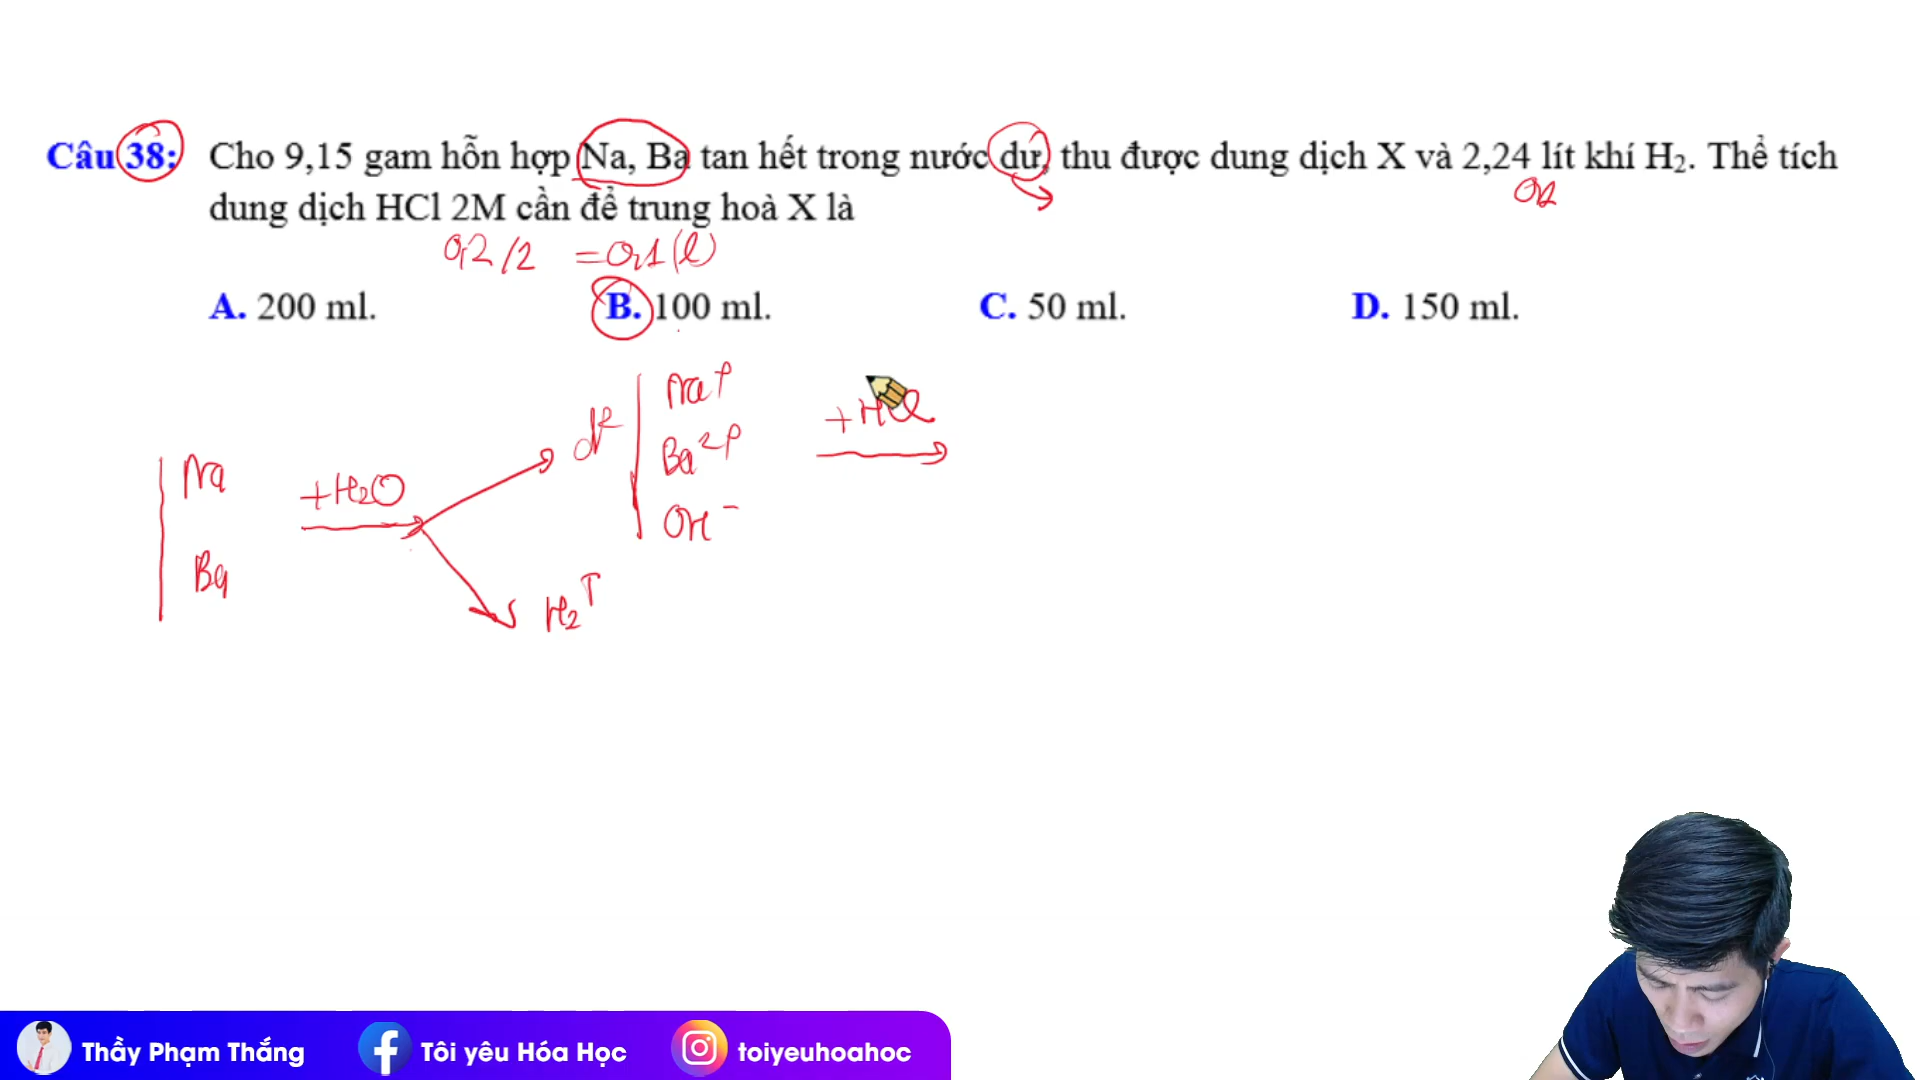 Câu 38: Cho 9,15 gam hỗn hợp Na, Ba tan hết trong nước dư, thu được dung dịch X và 2,24 lít khí H₂. Thể tích
0,1
dung dịch HCl 2M cần để trung hoà X là
0,2/2 = 0,1 (l)
A. 200 ml. B. 100 ml. C. 50 ml. D. 150 ml.
Na
Ba
+H₂O
d²
Na⁺
Ba²⁺
OH⁻
+HCl
H₂↑
Thầy Phạm Thắng
Tôi yêu Hóa Học
toiyeuhoahoc